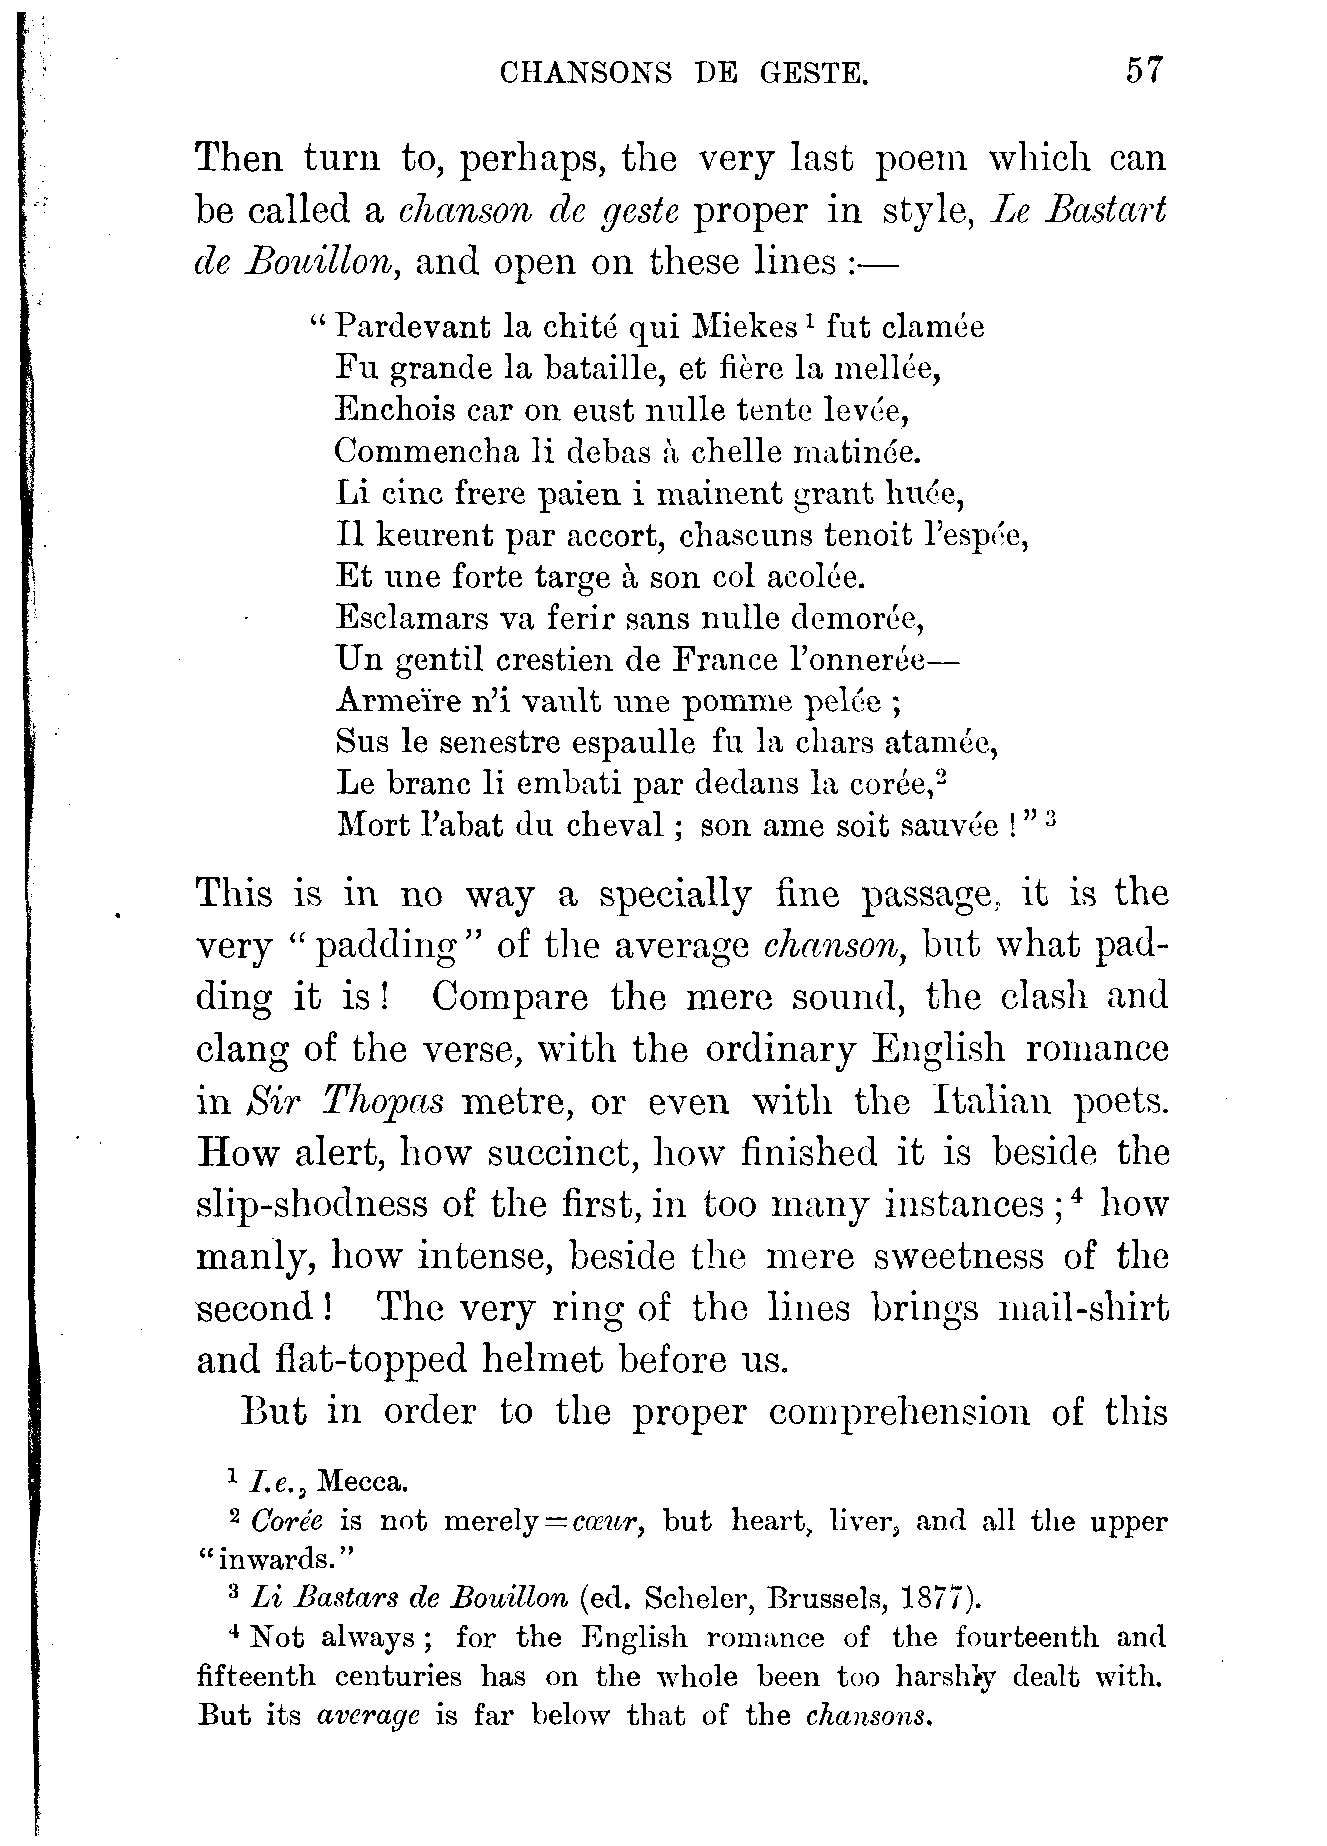 CHANSONS DE GESTE. 57
Then turn to, perhaps, the very last poem which can
be called a chanson de geste proper in style, Le Bastart
de Bouillon, and open on these lines :—
“ Pardevant la chité qui Miekes ¹ fut clamée
Fu grande la bataille, et fière la mellée,
Enchois car on eust nulle tente levée,
Commencha li debas à chelle matinée.
Li cinc frere paien i mainent grant huée,
Il keurent par accort, chascuns tenoit l’espée,
Et une forte targe à son col acolée.
Esclamars va ferir sans nulle demorée,
Un gentil crestien de France l’onnerée—
Armeïre n’i vault une pomme pelée ;
Sus le senestre espaulle fu la chars atamée,
Le branc li embati par dedans la corée,²
Mort l’abat du cheval ; son ame soit sauvée ! ” ³
This is in no way a specially fine passage, it is the
very “ padding ” of the average chanson, but what pad-
ding it is ! Compare the mere sound, the clash and
clang of the verse, with the ordinary English romance
in Sir Thopas metre, or even with the Italian poets.
How alert, how succinct, how finished it is beside the
slip-shodness of the first, in too many instances ; ⁴ how
manly, how intense, beside the mere sweetness of the
second ! The very ring of the lines brings mail-shirt
and flat-topped helmet before us.
But in order to the proper comprehension of this
¹ I.e., Mecca.
² Corée is not merely = cœur, but heart, liver, and all the upper
“inwards.”
³ Li Bastars de Bouillon (ed. Scheler, Brussels, 1877).
⁴ Not always ; for the English romance of the fourteenth and
fifteenth centuries has on the whole been too harshly dealt with.
But its average is far below that of the chansons.